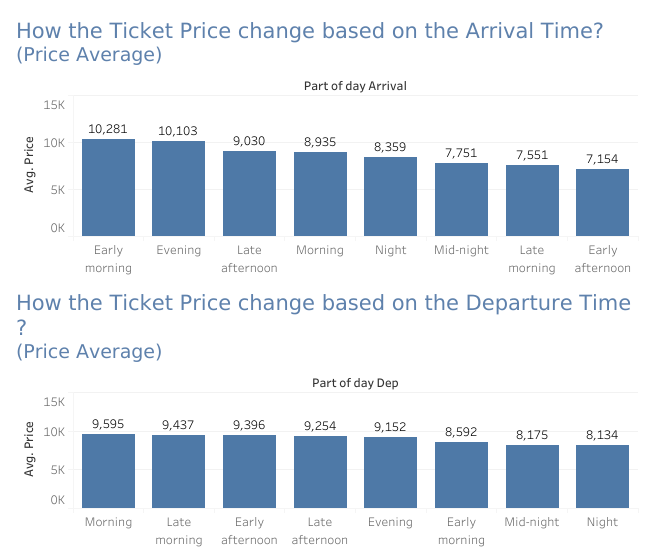 How the Ticket Price change based on the Arrival Time?
(Price Average)
Part of day Arrival
Avg. Price
15K
10K
5K
0K
10,281
10,103
9,030
8,935
8,359
7,751
7,551
7,154
Early
morning
Evening
Late
afternoon
Morning
Night
Mid-night
Late
morning
Early
afternoon
How the Ticket Price change based on the Departure Time
?
(Price Average)
Part of day Dep
Avg. Price
15K
10K
5K
0K
9,595
9,437
9,396
9,254
9,152
8,592
8,175
8,134
Morning
Late
morning
Early
afternoon
Late
afternoon
Evening
Early
morning
Mid-night
Night